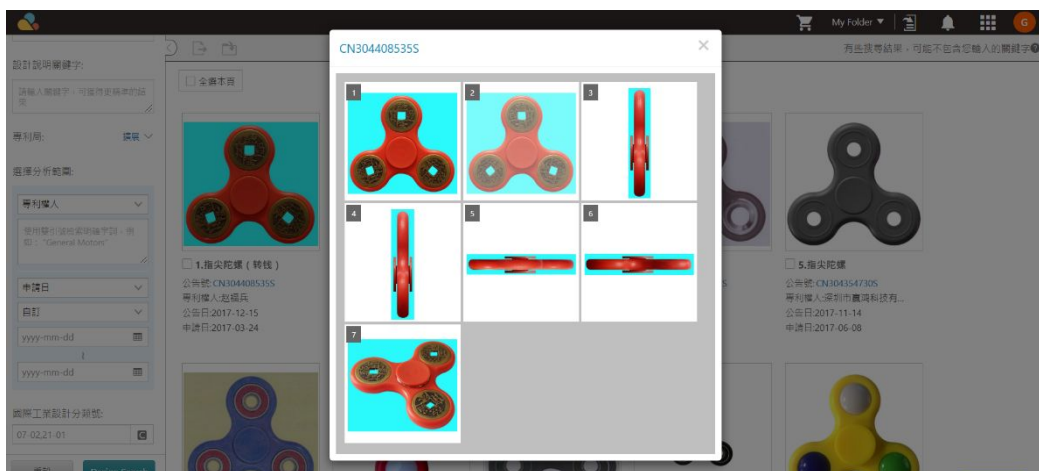 My Folder ▼
G
有些搜尋結果，可能不包含您輸入的關鍵字
設計說明關鍵字:
請輸入關鍵字，可獲得更精準的結果
專利局:
擴展
選擇分析範圍:
專利權人
例: "General Motors"
申請日
自訂
yyyy-mm-dd
yyyy-mm-dd
國際工業設計分類號:
07-02,21-01
全選本頁
1.指尖陀螺（转钱）
公告號:CN304408535S
專利權人:赵振兵
公告日:2017-12-15
申請日:2017-03-24
CN304408535S
×
1
2
3
4
5
6
7
5.指尖陀螺
公告號:CN304354730S
專利權人:深圳市赢鸿科技有...
公告日:2017-11-14
申請日:2017-06-08